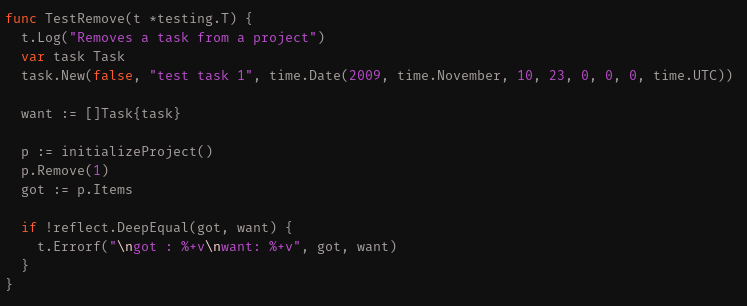 func TestRemove(t *testing.T) {
  t.Log("Removes a task from a project")
  var task Task
  task.New(false, "test task 1", time.Date(2009, time.November, 10, 23, 0, 0, 0, time.UTC))

  want := []Task{task}

  p := initializeProject()
  p.Remove(1)
  got := p.Items

  if !reflect.DeepEqual(got, want) {
    t.Errorf("\ngot : %+v\nwant: %+v", got, want)
  }
}